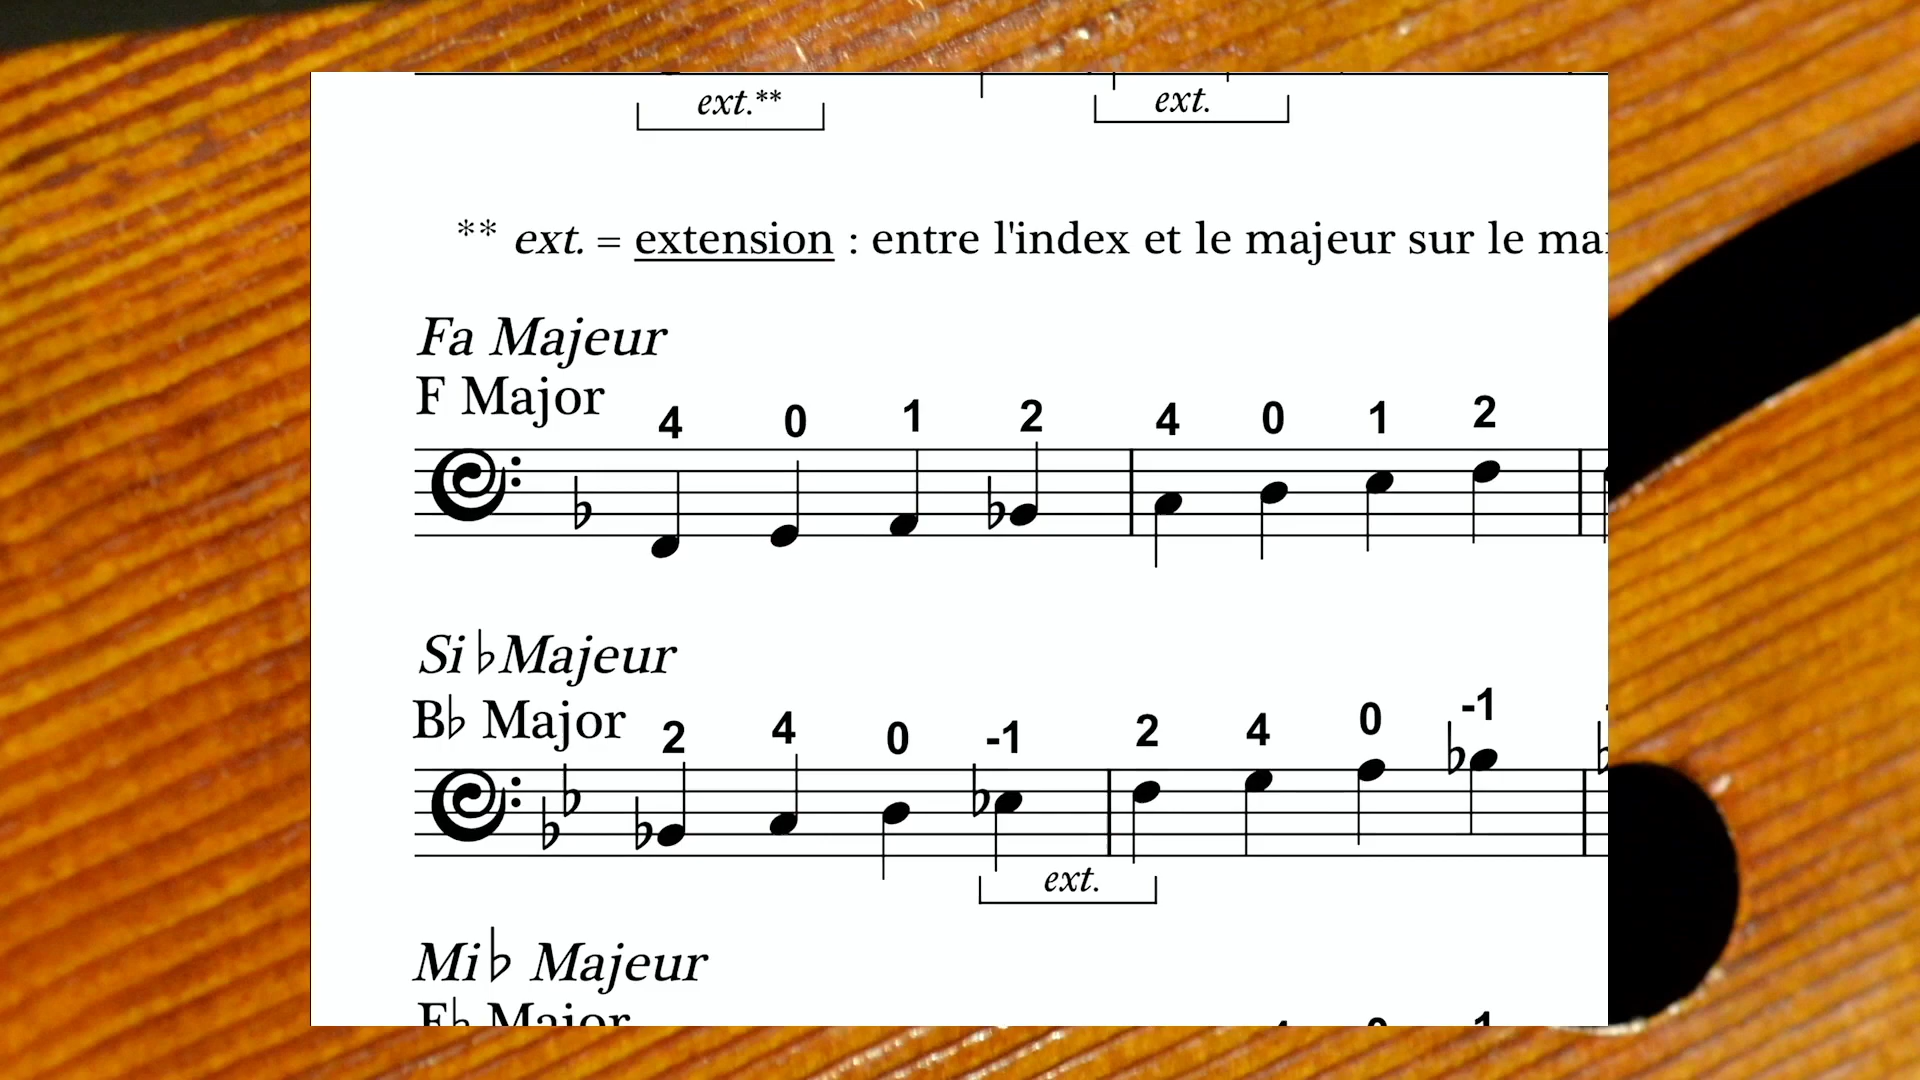 ext.** ext.
** ext. = extension : entre l'index et le majeur sur le
Fa Majeur
F Major
4 0 1 2 4 0 1 2
Si ♭ Majeur
B♭ Major
2 4 0 -1 2 4 0 -1
ext.
Mi♭ Majeur
E♭ Major